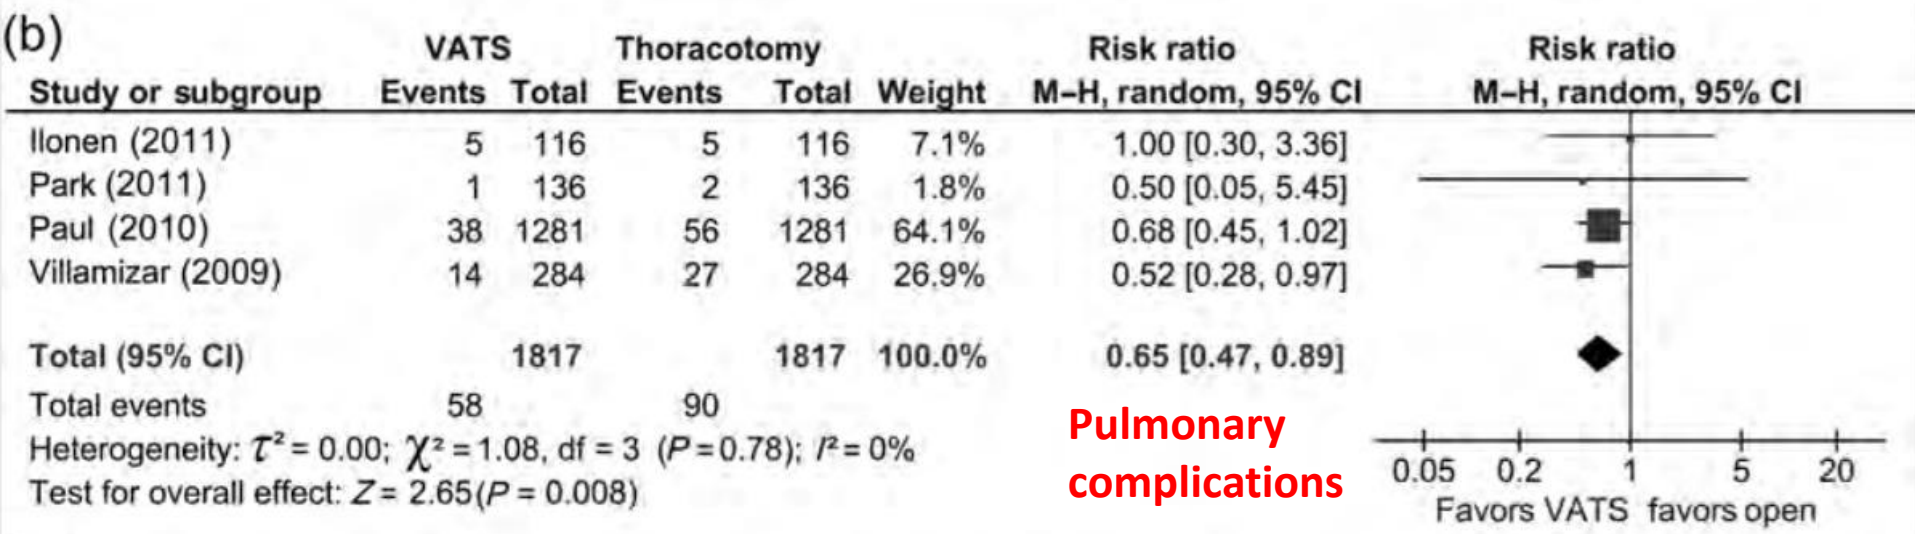 (b)
VATS Thoracotomy Risk ratio Risk ratio
Study or subgroup Events Total Events Total Weight M–H, random, 95% CI M–H, random, 95% CI
Ilonen (2011) 5 116 5 116 7.1% 1.00 [0.30, 3.36]
Park (2011) 1 136 2 136 1.8% 0.50 [0.05, 5.45]
Paul (2010) 38 1281 56 1281 64.1% 0.68 [0.45, 1.02]
Villamizar (2009) 14 284 27 284 26.9% 0.52 [0.28, 0.97]
Total (95% CI) 1817 1817 100.0% 0.65 [0.47, 0.89]
Total events 58 90
Heterogeneity: τ² = 0.00; χ² = 1.08, df = 3 (P = 0.78); I² = 0%
Test for overall effect: Z = 2.65(P = 0.008)
Pulmonary
complications
0.05 0.2 1 5 20
Favors VATS favors open